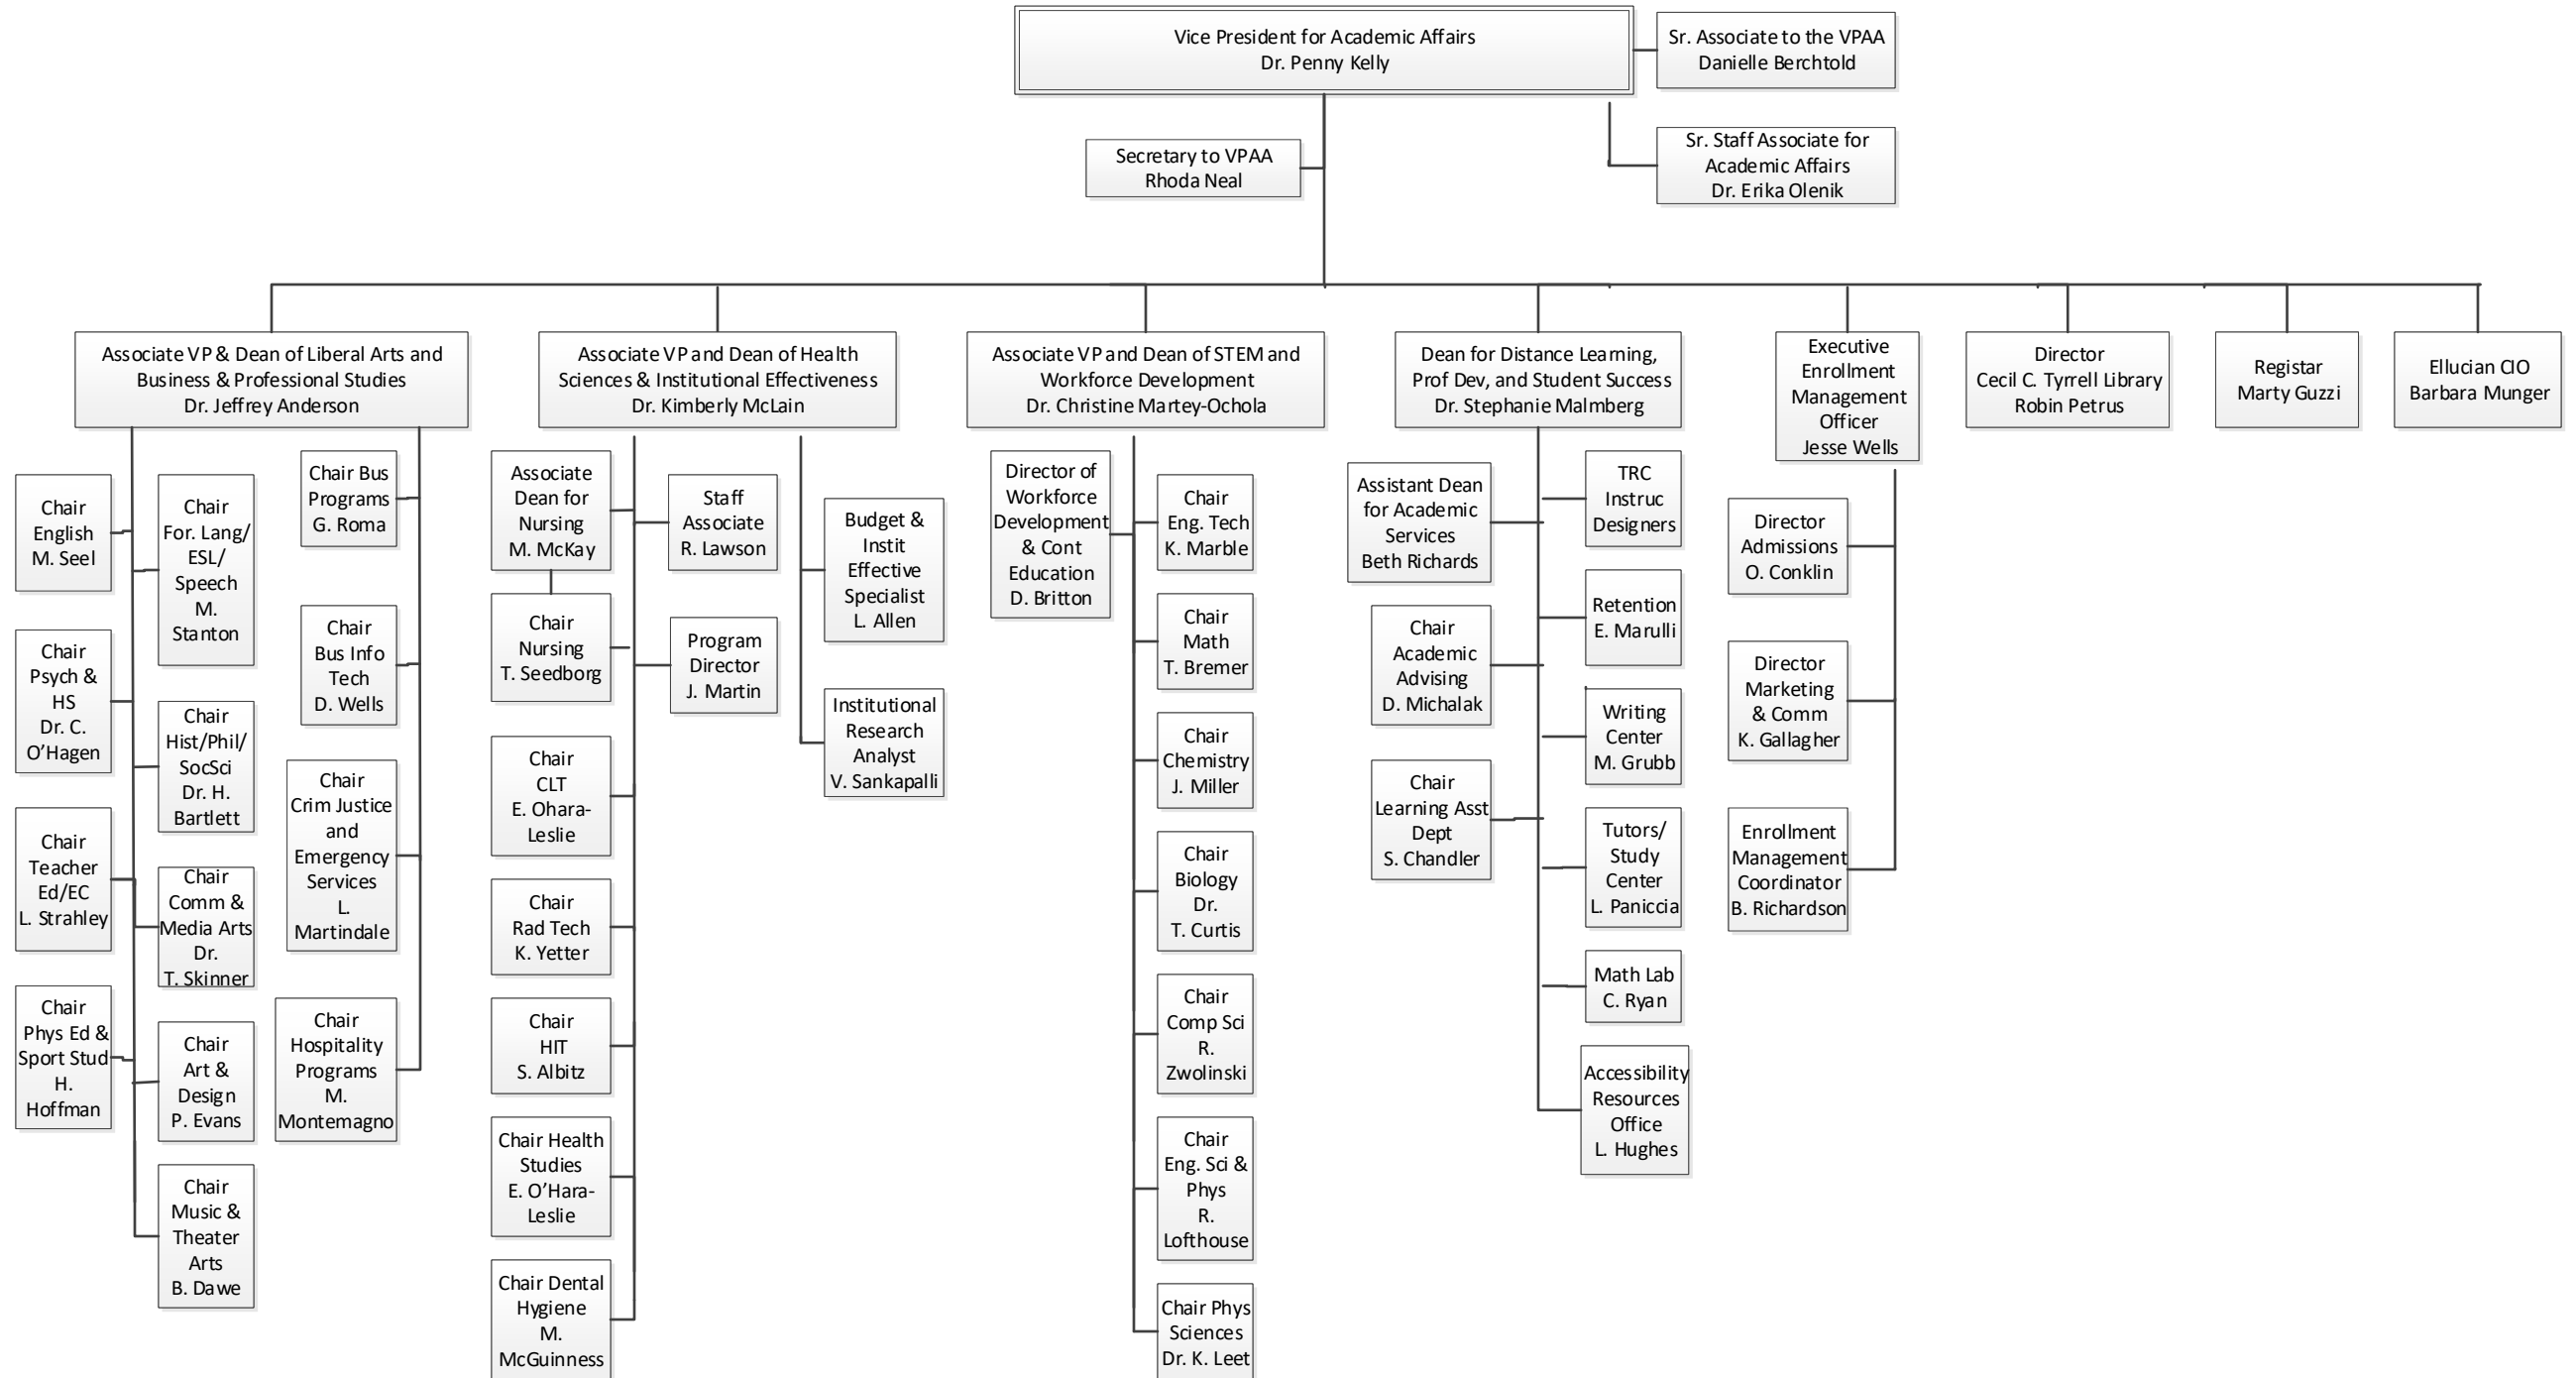 Vice President for Academic Affairs
Dr. Penny Kelly
Sr. Associate to the VPAA
Danielle Berchtold
Secretary to VPAA
Rhoda Neal
Sr. Staff Associate for
Academic Affairs
Dr. Erika Olenik
Associate VP & Dean of Liberal Arts and
Business & Professional Studies
Dr. Jeffrey Anderson
Associate VP and Dean of Health
Sciences & Institutional Effectiveness
Dr. Kimberly McLain
Associate VP and Dean of STEM and
Workforce Development
Dr. Christine Martey-Ochola
Dean for Distance Learning,
Prof Dev, and Student Success
Dr. Stephanie Malmberg
Executive
Enrollment
Management
Officer
Jesse Wells
Director
Cecil C. Tyrrell Library
Robin Petrus
Registar
Marty Guzzi
Ellucian CIO
Barbara Munger
Chair
English
M. Seel
Chair
Psych &
HS
Dr. C.
O’Hagen
Chair
Teacher
Ed/EC
L. Strahley
Chair
Phys Ed &
Sport Stud
H.
Hoffman
Chair
For. Lang/
ESL/
Speech
M.
Stanton
Chair
Hist/Phil/
SocSci
Dr. H.
Bartlett
Chair
Comm &
Media Arts
Dr.
T. Skinner
Chair
Art &
Design
P. Evans
Chair
Music &
Theater
Arts
B. Dawe
Chair Bus
Programs
G. Roma
Chair
Bus Info
Tech
D. Wells
Chair
Crim Justice
and
Emergency
Services
L.
Martindale
Chair
Hospitality
Programs
M.
Montemagno
Associate
Dean for
Nursing
M. McKay
Chair
Nursing
T. Seedborg
Chair
CLT
E. Ohara-
Leslie
Chair
Rad Tech
K. Yetter
Chair
HIT
S. Albitz
Chair Health
Studies
E. O’Hara-
Leslie
Chair Dental
Hygiene
M.
McGuinness
Staff
Associate
R. Lawson
Program
Director
J. Martin
Budget &
Instit
Effective
Specialist
L. Allen
Institutional
Research
Analyst
V. Sankapalli
Director of
Workforce
Development
& Cont
Education
D. Britton
Chair
Eng. Tech
K. Marble
Chair
Math
T. Bremer
Chair
Chemistry
J. Miller
Chair
Biology
Dr.
T. Curtis
Chair
Comp Sci
R.
Zwolinski
Chair
Eng. Sci &
Phys
R.
Lofthouse
Chair Phys
Sciences
Dr. K. Leet
Assistant Dean
for Academic
Services
Beth Richards
Chair
Academic
Advising
D. Michalak
Chair
Learning Asst
Dept
S. Chandler
TRC
Instruc
Designers
Retention
E. Marulli
Writing
Center
M. Grubb
Tutors/
Study
Center
L. Paniccia
Math Lab
C. Ryan
Accessibility
Resources
Office
L. Hughes
Director
Admissions
O. Conklin
Director
Marketing
& Comm
K. Gallagher
Enrollment
Management
Coordinator
B. Richardson